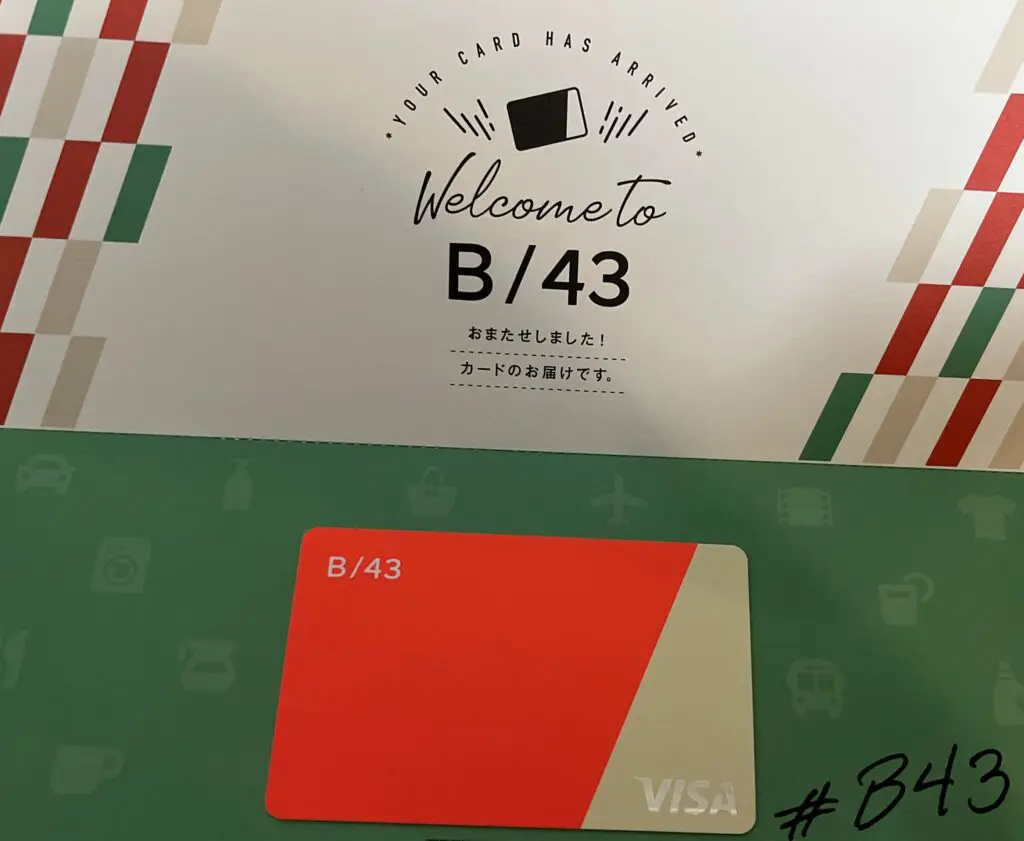 *YOUR CARD HAS ARRIVED*
Welcome to
B/43
おまたせしました!
カードのお届けです。
B/43
VISA
#B43